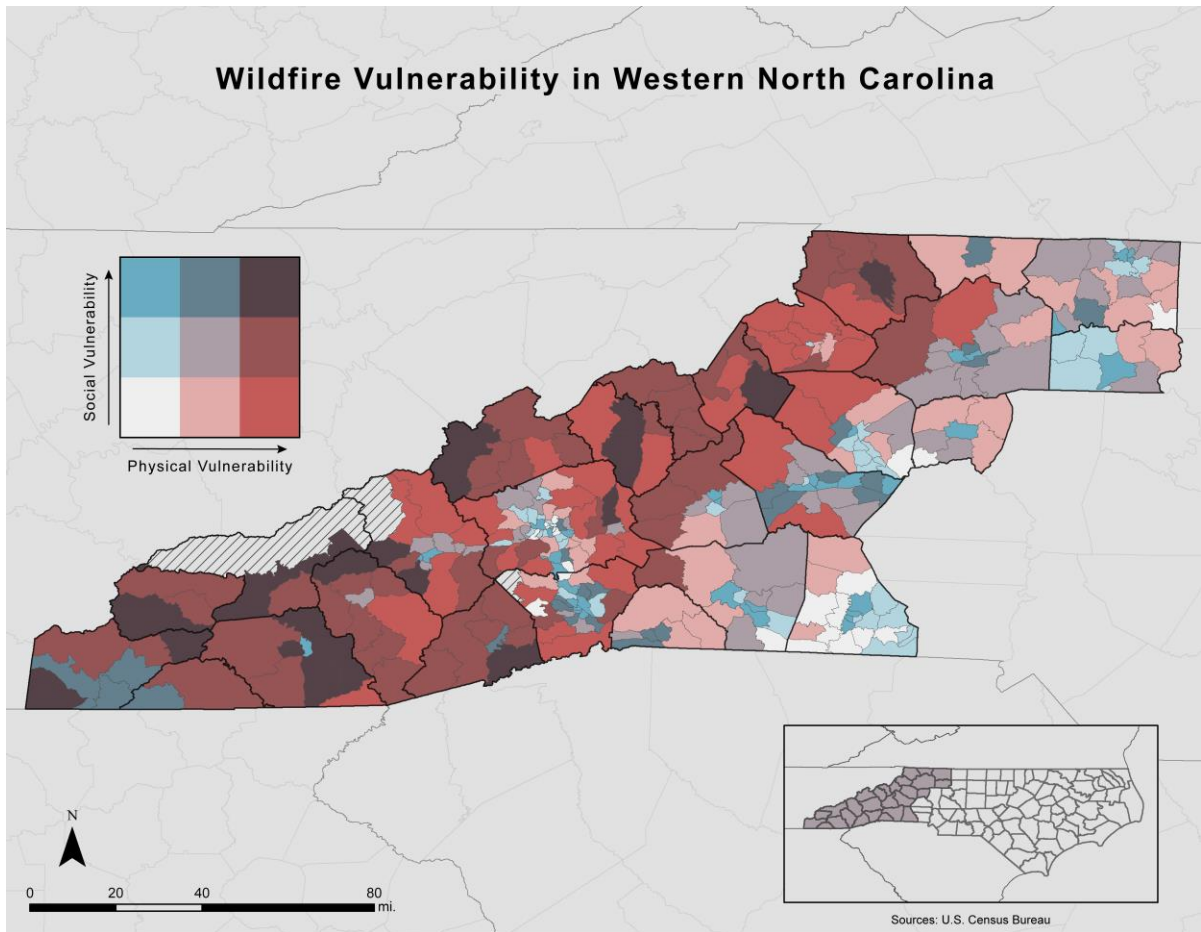 Wildfire Vulnerability in Western North Carolina
Social Vulnerability
Physical Vulnerability
N
0 20 40 80
mi.
Sources: U.S. Census Bureau